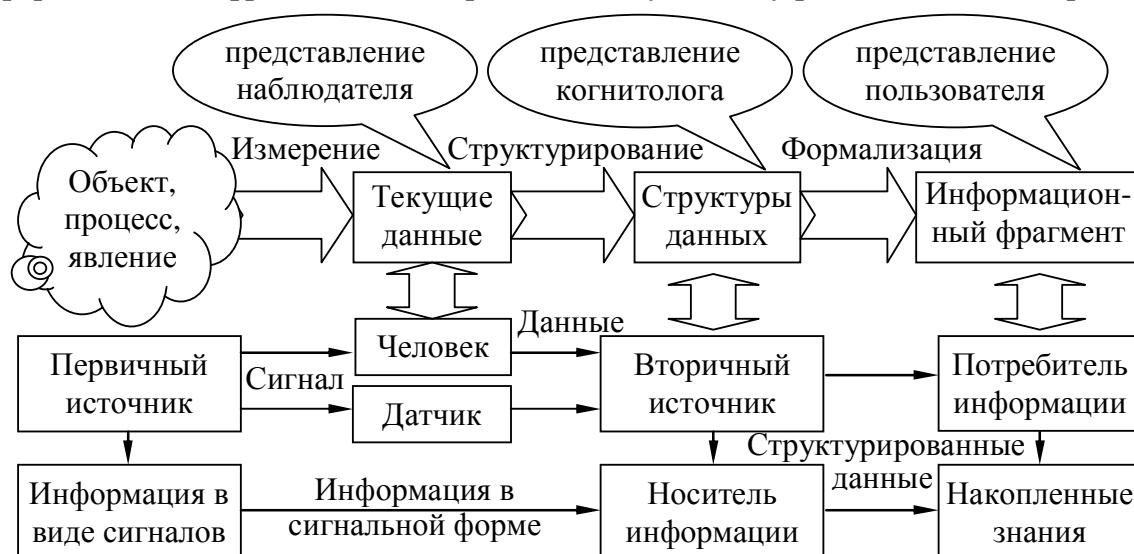 представление
наблюдателя
представление
когнитолога
представление
пользователя
Измерение
Структурирование
Формализация
Объект,
процесс,
явление
Текущие
данные
Структуры
данных
Информацион-
ный фрагмент
Первичный
источник
Сигнал
Человек
Датчик
Данные
Вторичный
источник
Потребитель
информации
Структурированные
данные
Информация в
виде сигналов
Информация в
сигнальной форме
Носитель
информации
Накопленные
знания